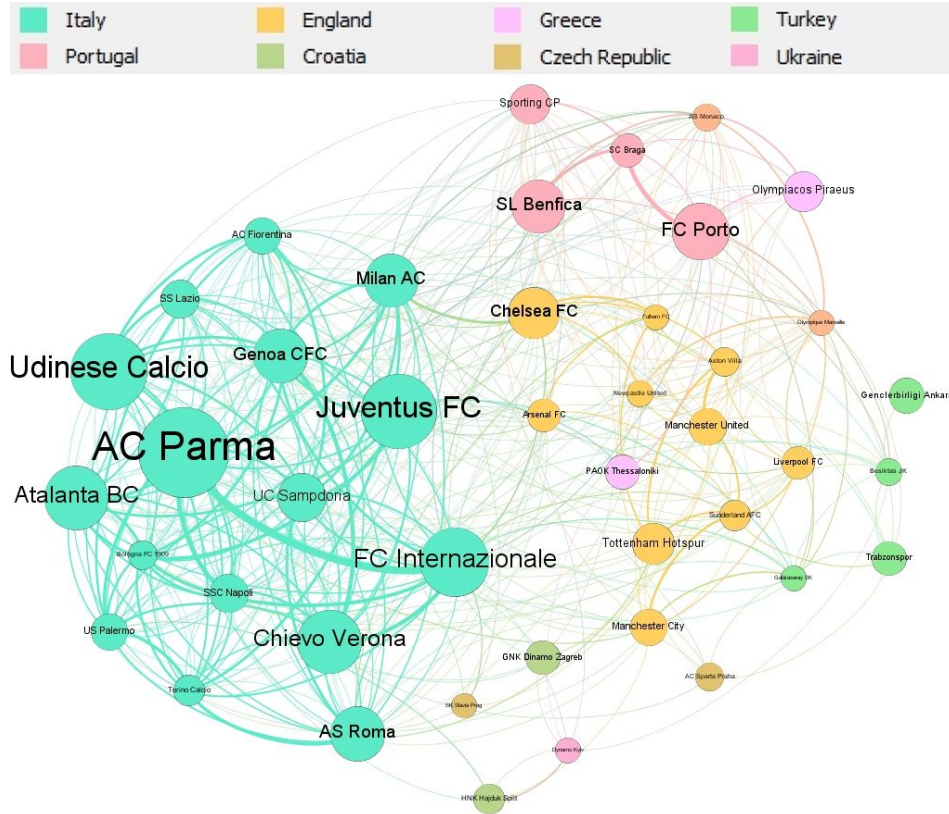 Italy England Greece Turkey
Portugal Croatia Czech Republic Ukraine
Sporting CP
AS Monaco
SC Braga
Olympiacos Piraeus
SL Benfica
FC Porto
AC Fiorentina
Milan AC
SS Lazio
Chelsea FC
Fulham FC
Olympique Marseille
Genoa CFC
Aston Villa
Udinese Calcio
Newcastle United
Genclerbirligi Ankar
Juventus FC
Arsenal FC
Manchester United
AC Parma
Liverpool FC
PAOK Thessaloniki
Besiktas JK
Atalanta BC
UC Sampdoria
Sunderland AFC
Tottenham Hotspur
Bologna FC 1909
FC Internazionale
Trabzonspor
Galatasaray SK
SSC Napoli
US Palermo
Manchester City
Chievo Verona
GNK Dinamo Zagreb
AC Sparta Praha
Torino Calcio
SK Slavia Prag
AS Roma
Dynamo Kyiv
HNK Hajduk Split